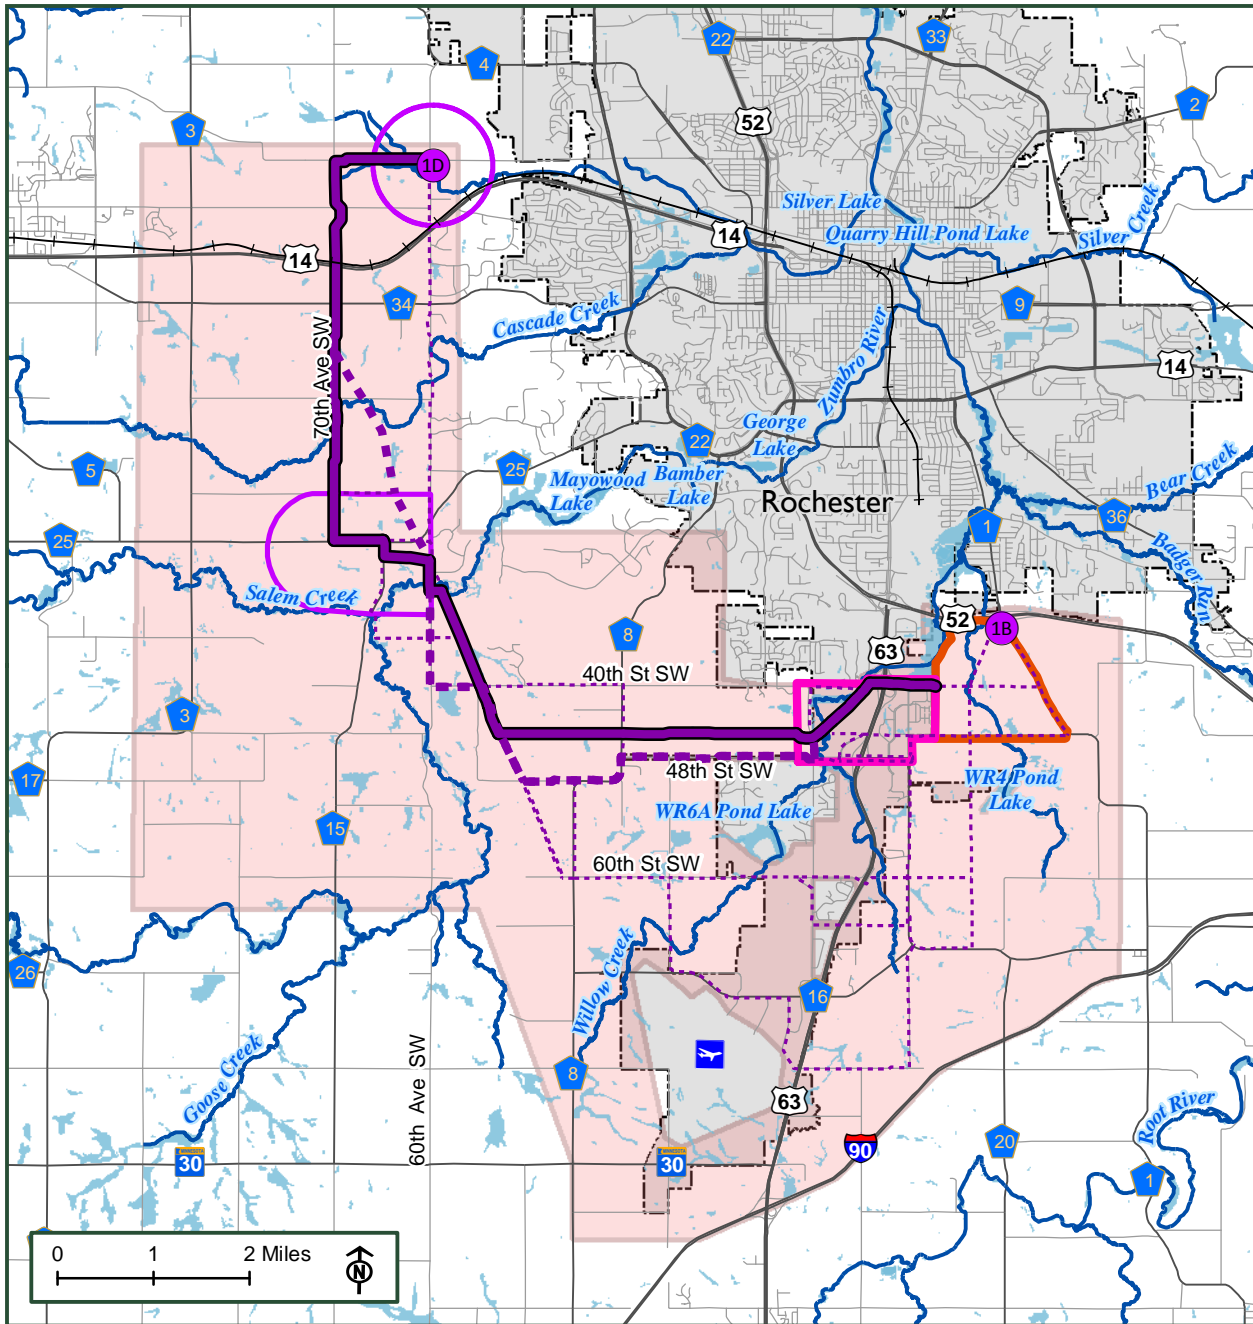 22
33
4
2
52
3
1D
Silver Lake
Silver Creek
Quarry Hill Pond Lake
14
14
34
9
Cascade Creek
Zumbro River
70th Ave SW
14
George
Lake
22
5
25
Mayowood
Lake
Bamber
Lake
Bear Creek
Rochester
36
1
25
Badger Run
Salem Creek
52
1B
8
63
40th St SW
3
48th St SW
17
WR4 Pond
Lake
WR6A Pond Lake
15
60th St SW
26
Willow Creek
16
Goose Creek
60th Ave SW
8
63
Root River
MINNESOTA
30
MINNESOTA
30
90
20
1
0 1 2 Miles
N